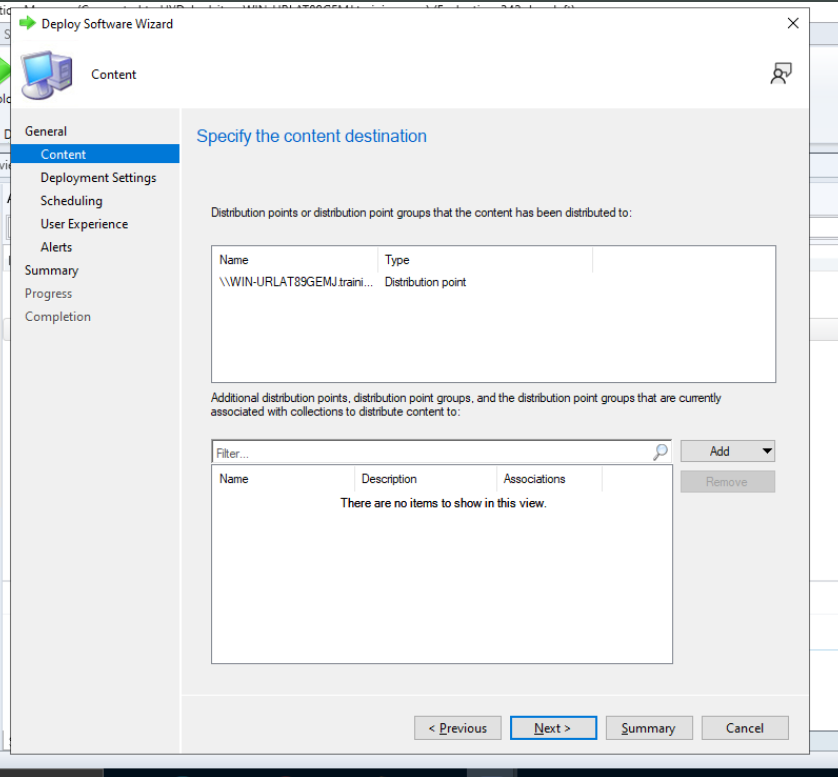 Deploy Software Wizard
Content
General
Content
Deployment Settings
Scheduling
User Experience
Alerts
Summary
Progress
Completion
Specify the content destination
Distribution points or distribution point groups that the content has been distributed to:
Name Type
\\WIN-URLAT89GEMJ.traini... Distribution point
Additional distribution points, distribution point groups, and the distribution point groups that are currently
associated with collections to distribute content to:
Filter...
Add
Remove
Name Description Associations
There are no items to show in this view.
< Previous Next > Summary Cancel